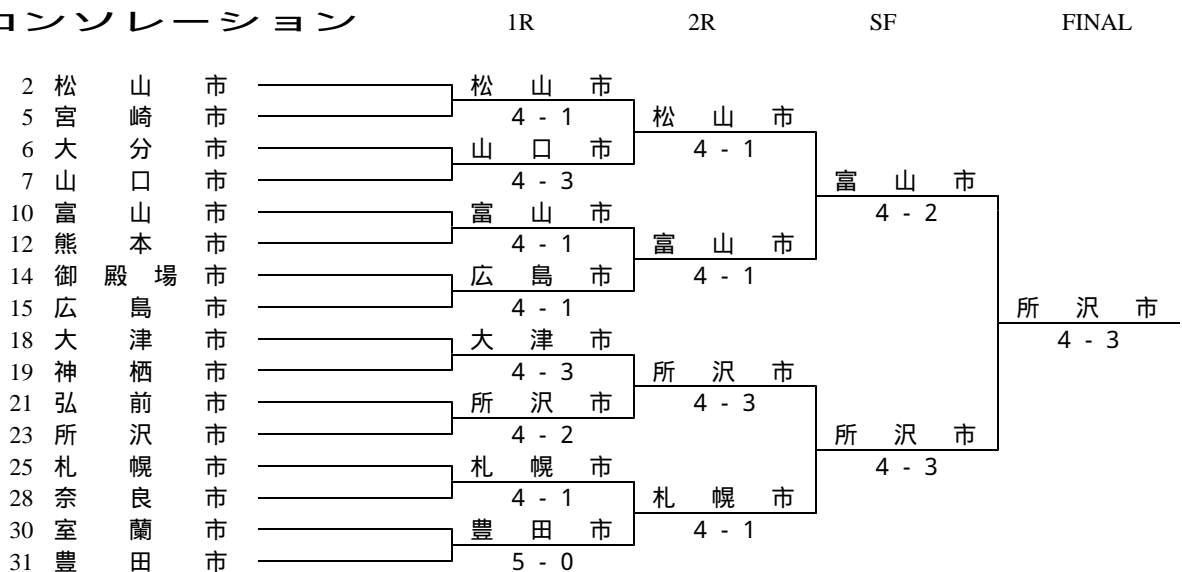 コンソレーション 1R 2R SF FINAL
2 松山市 松山市
5 宮崎市 4 - 1 松山市
6 大分市 山口市 4 - 1
7 山口市 4 - 3 富山市
10 富山市 富山市 4 - 2
12 熊本市 4 - 1 富山市
14 御殿場市 広島市 4 - 1
15 広島市 4 - 1 所沢市
18 大津市 大津市 4 - 3
19 神栖市 4 - 3 所沢市
21 弘前市 所沢市 4 - 3
23 所沢市 4 - 2 所沢市
25 札幌市 札幌市 4 - 3
28 奈良市 4 - 1 札幌市
30 室蘭市 豊田市 4 - 1
31 豊田市 5 - 0